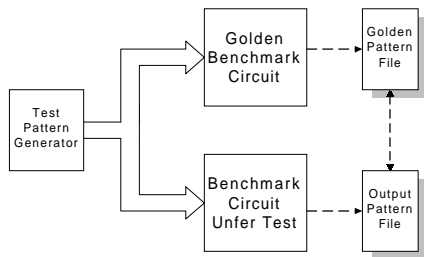 Golden
Benchmark
Circuit
Golden
Pattern
File
Test
Pattern
Generator
Benchmark
Circuit
Unfer Test
Output
Pattern
File